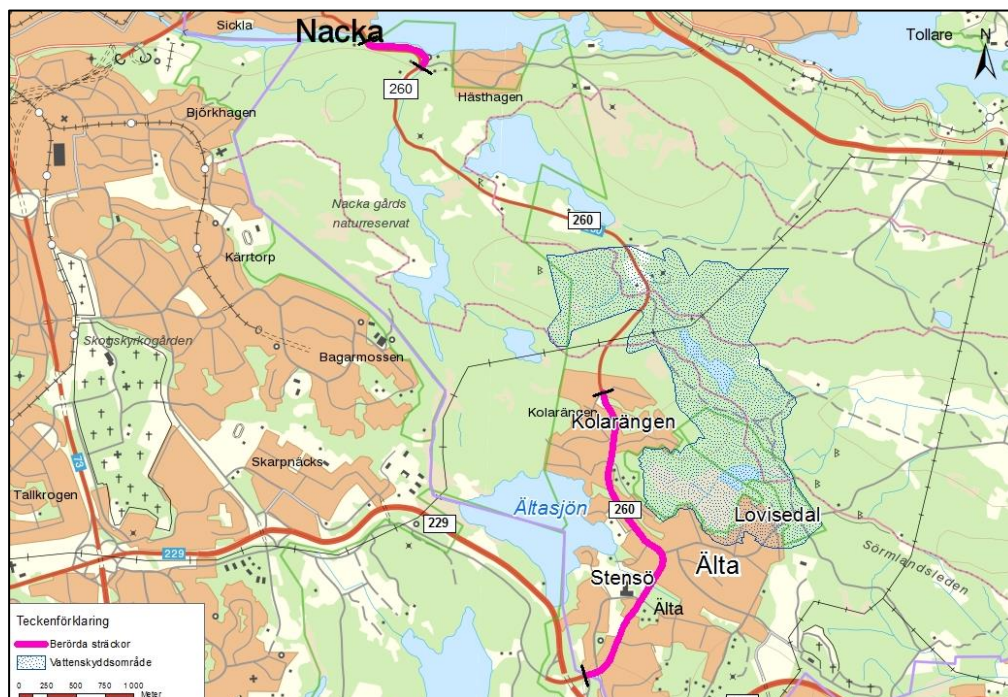 Sickla
Nacka
Tollare
N
260
Hästhagen
Björkhagen
Nacka gårds
naturreservat
260
Kärrtorp
Skogskyrkogården
Bagarmossen
Kolarängen
Kolarängen
Skarpnäcks
73
Tallkrogen
Ältasjön
260
Lovisedal
229
229
Älta
Sörmlandsleden
Stensö
Älta
Teckenförklaring
Berörda sträckor
Vattenskyddsområde
0 250 500 750 1 000
Meter